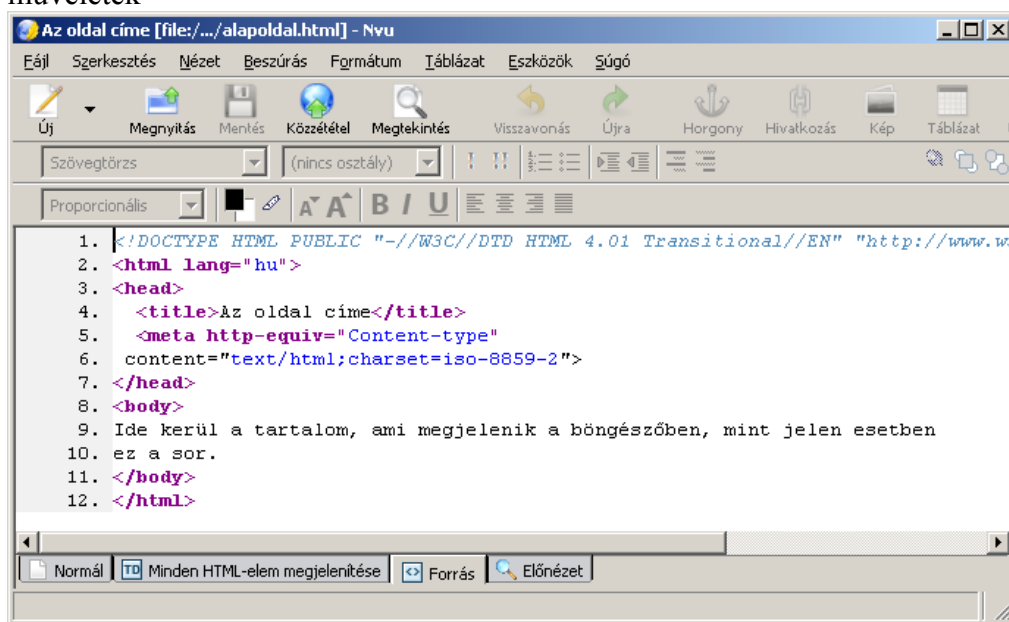 műveletek
Az oldal címe [file:/.../alapoldal.html] - Nvu
Fájl Szerkesztés Nézet Beszúrás Formátum Táblázat Eszközök Súgó
Új Megnyitás Mentés Közzététel Megtekintés Visszavonás Újra Horgony Hivatkozás Kép Táblázat
Szövegtörzs (nincs osztály) ! !!
Proporcionális A A B I U
1. <!DOCTYPE HTML PUBLIC "-//W3C//DTD HTML 4.01 Transitional//EN" "http://www.w
2. <html lang="hu">
3. <head>
4. <title>Az oldal címe</title>
5. <meta http-equiv="Content-type"
6. content="text/html;charset=iso-8859-2">
7. </head>
8. <body>
9. Ide kerül a tartalom, ami megjelenik a böngészőben, mint jelen esetben
10. ez a sor.
11. </body>
12. </html>
Normál TD Minden HTML-elem megjelenítése Forrás Előnézet